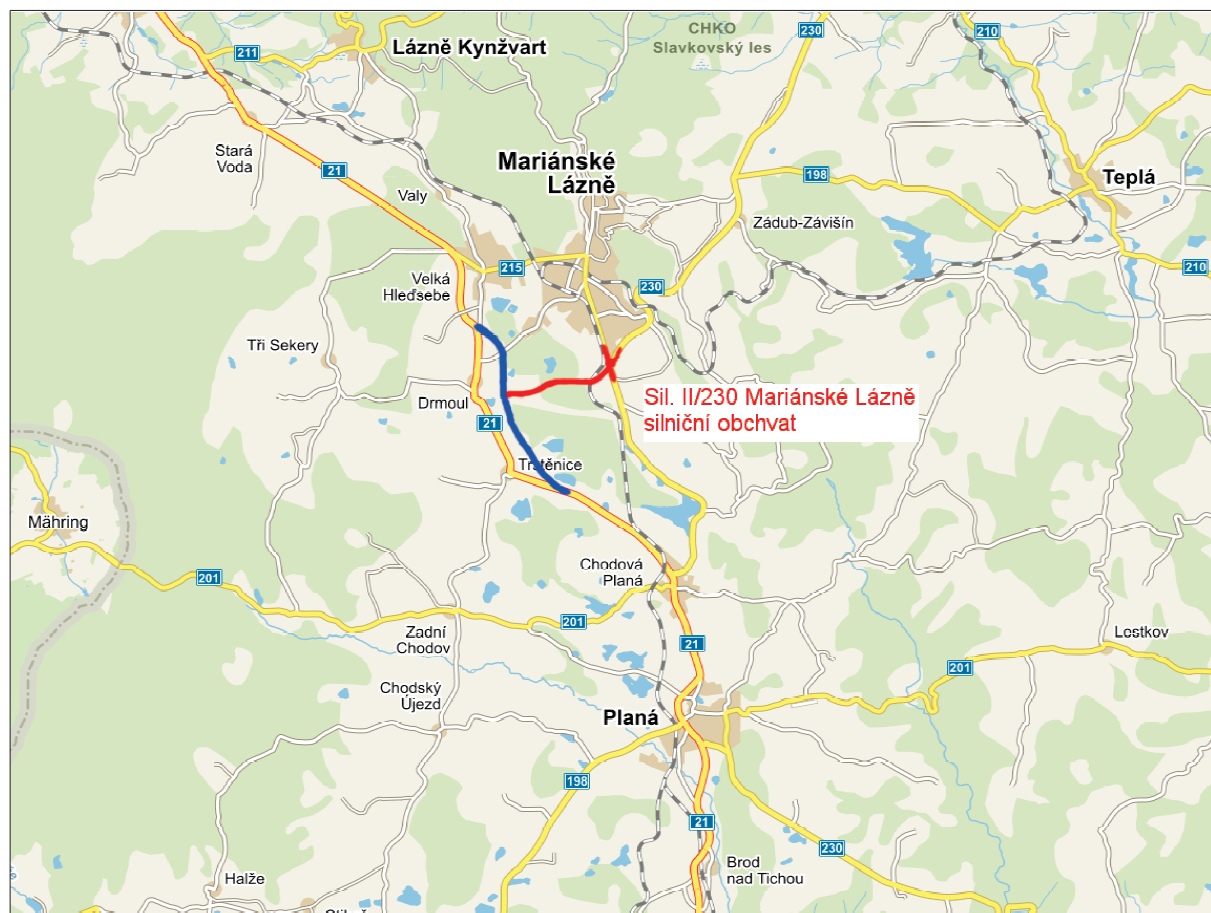 CHKO
Slavkovský les
230
210
211
Lázně Kynžvart
Stará
Voda
21
Mariánské
Lázně
Valy
198
Teplá
Zádub-Závišín
215
210
Velká
Hleďsebe
230
Tři Sekery
Drmoul
Sil. II/230 Mariánské Lázně
silniční obchvat
21
Trstěnice
Mähring
Chodová
Planá
201
201
Zadní
Chodov
21
Lestkov
201
Chodský
Újezd
Planá
198
21
230
Brod
nad Tichou
Halže